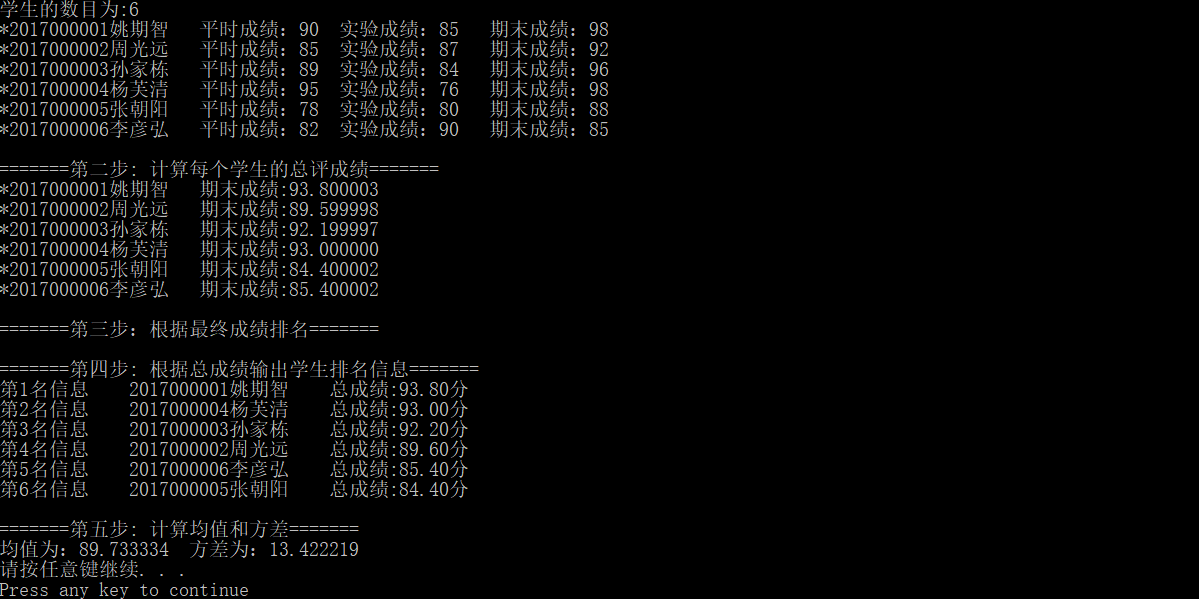 学生的数目为:6
*2017000001姚期智 平时成绩：90 实验成绩：85 期末成绩：98
*2017000002周光远 平时成绩：85 实验成绩：87 期末成绩：92
*2017000003孙家栋 平时成绩：89 实验成绩：84 期末成绩：96
*2017000004杨芙清 平时成绩：95 实验成绩：76 期末成绩：98
*2017000005张朝阳 平时成绩：78 实验成绩：80 期末成绩：88
*2017000006李彦弘 平时成绩：82 实验成绩：90 期末成绩：85
=======第二步: 计算每个学生的总评成绩=======
*2017000001姚期智 期末成绩:93.800003
*2017000002周光远 期末成绩:89.599998
*2017000003孙家栋 期末成绩:92.199997
*2017000004杨芙清 期末成绩:93.000000
*2017000005张朝阳 期末成绩:84.400002
*2017000006李彦弘 期末成绩:85.400002
=======第三步：根据最终成绩排名=======
=======第四步: 根据总成绩输出学生排名信息=======
第1名信息 2017000001姚期智 总成绩:93.80分
第2名信息 2017000004杨芙清 总成绩:93.00分
第3名信息 2017000003孙家栋 总成绩:92.20分
第4名信息 2017000002周光远 总成绩:89.60分
第5名信息 2017000006李彦弘 总成绩:85.40分
第6名信息 2017000005张朝阳 总成绩:84.40分
=======第五步: 计算均值和方差=======
均值为：89.733334 方差为：13.422219
请按任意键继续. . .
Press any key to continue